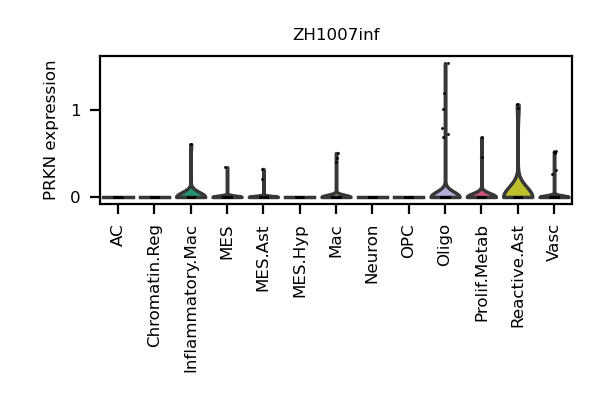 ZH1007inf
PRKN expression
1
0
AC
Chromatin.Reg
Inflammatory.Mac
MES
MES.Ast
MES.Hyp
Mac
Neuron
OPC
Oligo
Prolif.Metab
Reactive.Ast
Vasc